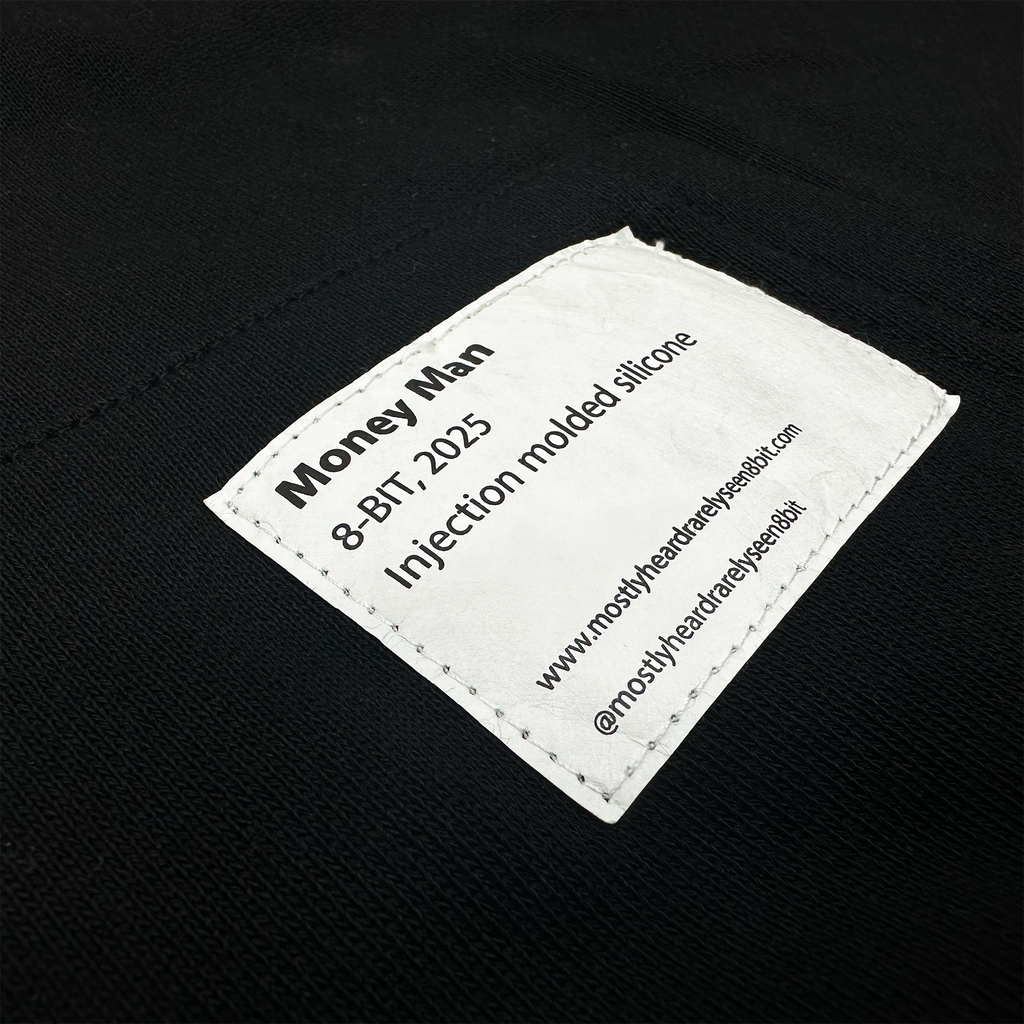 Money Man
8-BIT, 2025
Injection molded silicone
www.mostlyheardrarelyseen8bit.com
@mostlyheardrarelyseen8bit